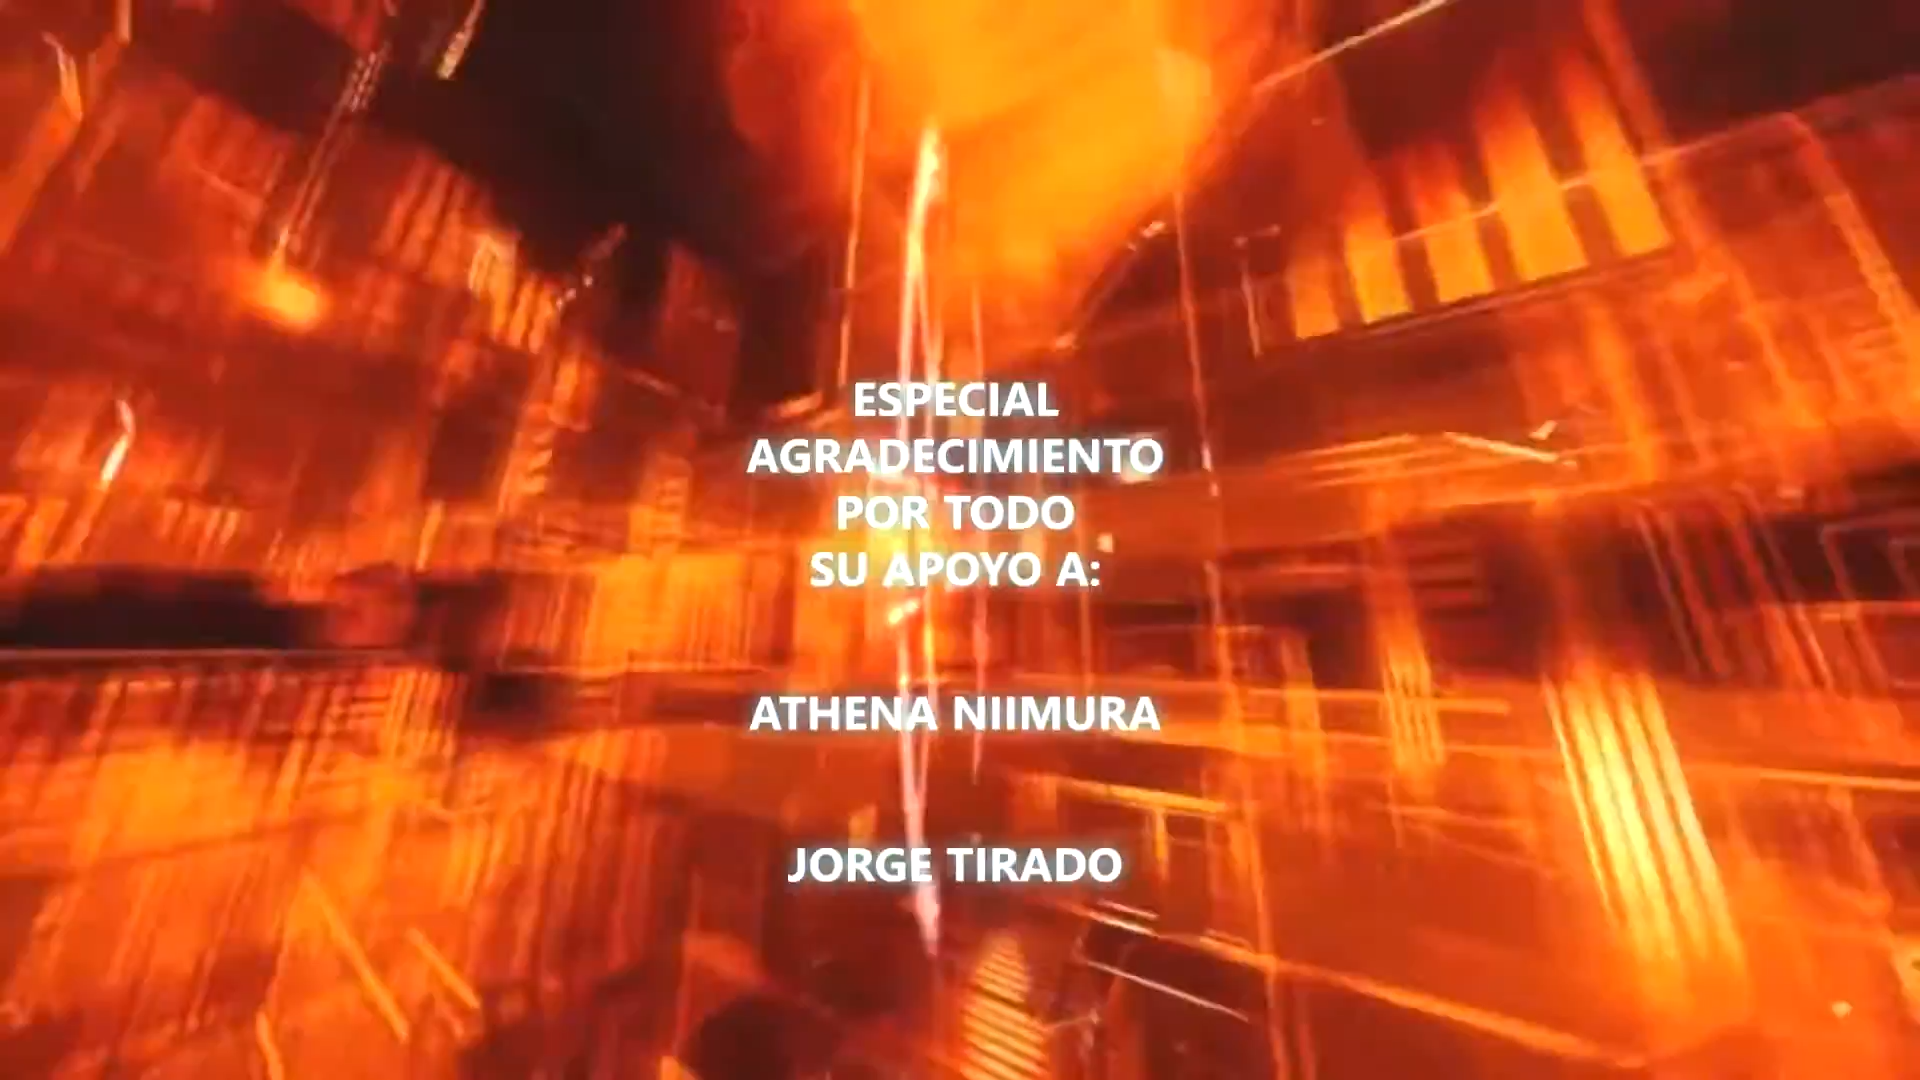 ESPECIAL
AGRADECIMIENTO
POR TODO
SU APOYO A:
ATHENA NIIMURA
JORGE TIRADO